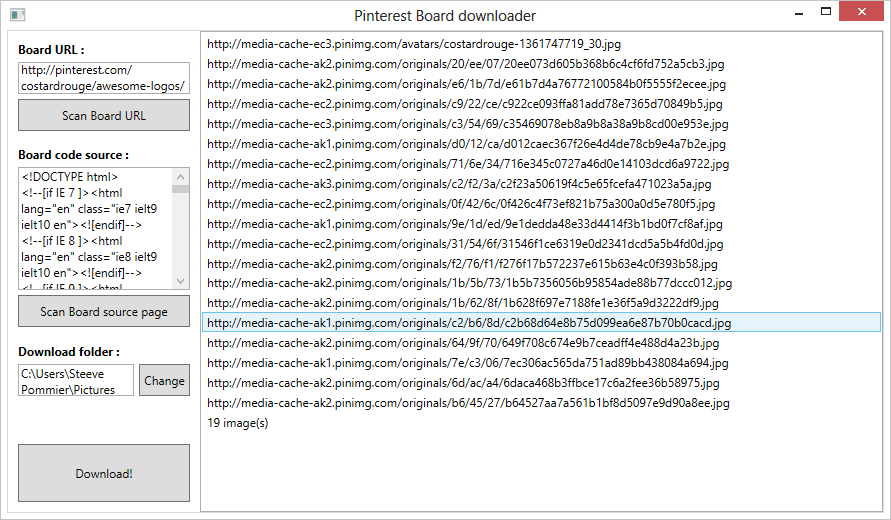 Pinterest Board downloader
Board URL :
http://pinterest.com/
costardrouge/awesome-logos/
Scan Board URL
Board code source :
<!DOCTYPE html>
<!--[if IE 7 ]><html
lang="en" class="ie7 ielt9
ielt10 en"><![endif]-->
<!--[if IE 8 ]><html
lang="en" class="ie8 ielt9
ielt10 en"><![endif]-->
<!--[if IE 9 ]><html
Scan Board source page
Download folder :
C:\Users\Steeve
Pommier\Pictures
Change
Download!
http://media-cache-ec3.pinimg.com/avatars/costardrouge-1361747719_30.jpg
http://media-cache-ak2.pinimg.com/originals/20/ee/07/20ee073d605b368b6c4cf6fd752a5cb3.jpg
http://media-cache-ak2.pinimg.com/originals/e6/1b/7d/e61b7d4a76772100584b0f5555f2ecee.jpg
http://media-cache-ec2.pinimg.com/originals/c9/22/ce/c922ce093ffa81add78e7365d70849b5.jpg
http://media-cache-ec3.pinimg.com/originals/c3/54/69/c35469078eb8a9b8a38a9b8cd00e953e.jpg
http://media-cache-ak1.pinimg.com/originals/d0/12/ca/d012caec367f26e4d4de78cb9e4a7b2e.jpg
http://media-cache-ec2.pinimg.com/originals/71/6e/34/716e345c0727a46d0e14103dcd6a9722.jpg
http://media-cache-ak3.pinimg.com/originals/c2/f2/3a/c2f23a50619f4c5e65fcefa471023a5a.jpg
http://media-cache-ec2.pinimg.com/originals/0f/42/6c/0f426c4f73ef821b75a300a0d5e780f5.jpg
http://media-cache-ak1.pinimg.com/originals/9e/1d/ed/9e1dedda48e33d4414f3b1bd0f7cf8af.jpg
http://media-cache-ec2.pinimg.com/originals/31/54/6f/31546f1ce6319e0d2341dcd5a5b4fd0d.jpg
http://media-cache-ak2.pinimg.com/originals/f2/76/f1/f276f17b572237e615b63e4c0f393b58.jpg
http://media-cache-ak2.pinimg.com/originals/1b/5b/73/1b5b7356056b95854ade88b77dccc012.jpg
http://media-cache-ak2.pinimg.com/originals/1b/62/8f/1b628f697e7188fe1e36f5a9d3222df9.jpg
http://media-cache-ak1.pinimg.com/originals/c2/b6/8d/c2b68d64e8b75d099ea6e87b70b0cacd.jpg
http://media-cache-ak2.pinimg.com/originals/64/9f/70/649f708c674e9b7ceadff4e488d4a23b.jpg
http://media-cache-ak1.pinimg.com/originals/7e/c3/06/7ec306ac565da751ad89bb438084a694.jpg
http://media-cache-ak2.pinimg.com/originals/6d/ac/a4/6daca468b3ffbce17c6a2fee36b58975.jpg
http://media-cache-ak2.pinimg.com/originals/b6/45/27/b64527aa7a561b1bf8d5097e9d90a8ee.jpg
19 image(s)